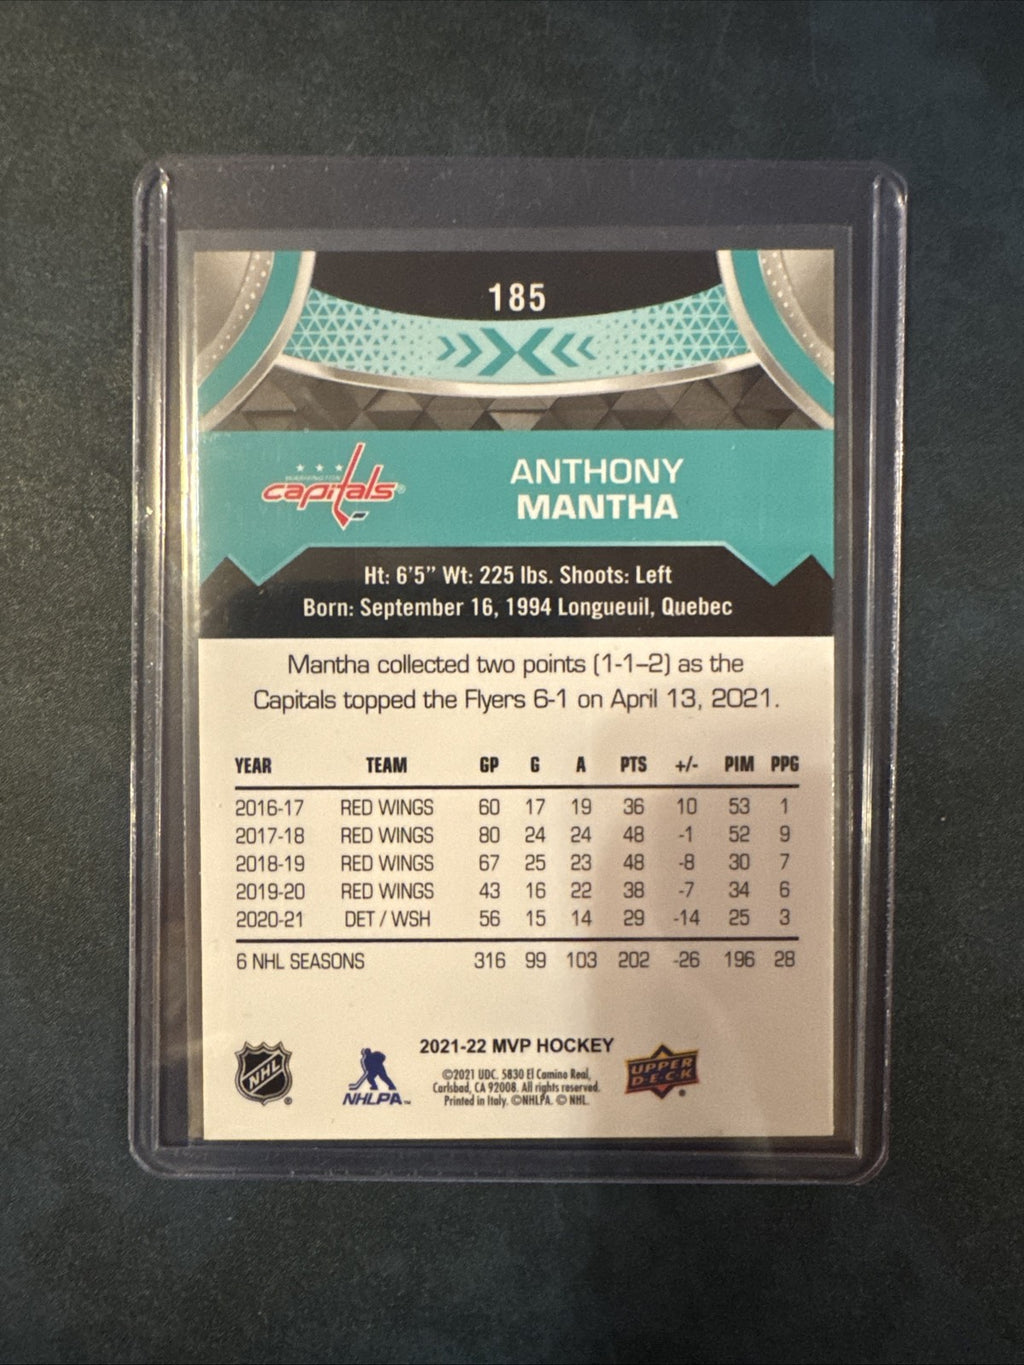 185
WASHINGTON
capitals®
ANTHONY
MANTHA
Ht: 6'5" Wt: 225 lbs. Shoots: Left
Born: September 16, 1994 Longueuil, Quebec
Mantha collected two points (1-1–2) as the
Capitals topped the Flyers 6-1 on April 13, 2021.
YEAR TEAM GP G A PTS +/- PIM PPG
2016-17 RED WINGS 60 17 19 36 10 53 1
2017-18 RED WINGS 80 24 24 48 -1 52 9
2018-19 RED WINGS 67 25 23 48 -8 30 7
2019-20 RED WINGS 43 16 22 38 -7 34 6
2020-21 DET / WSH 56 15 14 29 -14 25 3
6 NHL SEASONS 316 99 103 202 -26 196 28
2021-22 MVP HOCKEY
©2021 UDC. 5830 El Camino Real,
Carlsbad, CA 92008. All rights reserved.
Printed in Italy. ©NHLPA. © NHL.
NHL®
NHLPA™
UPPER
D·E·C·K®